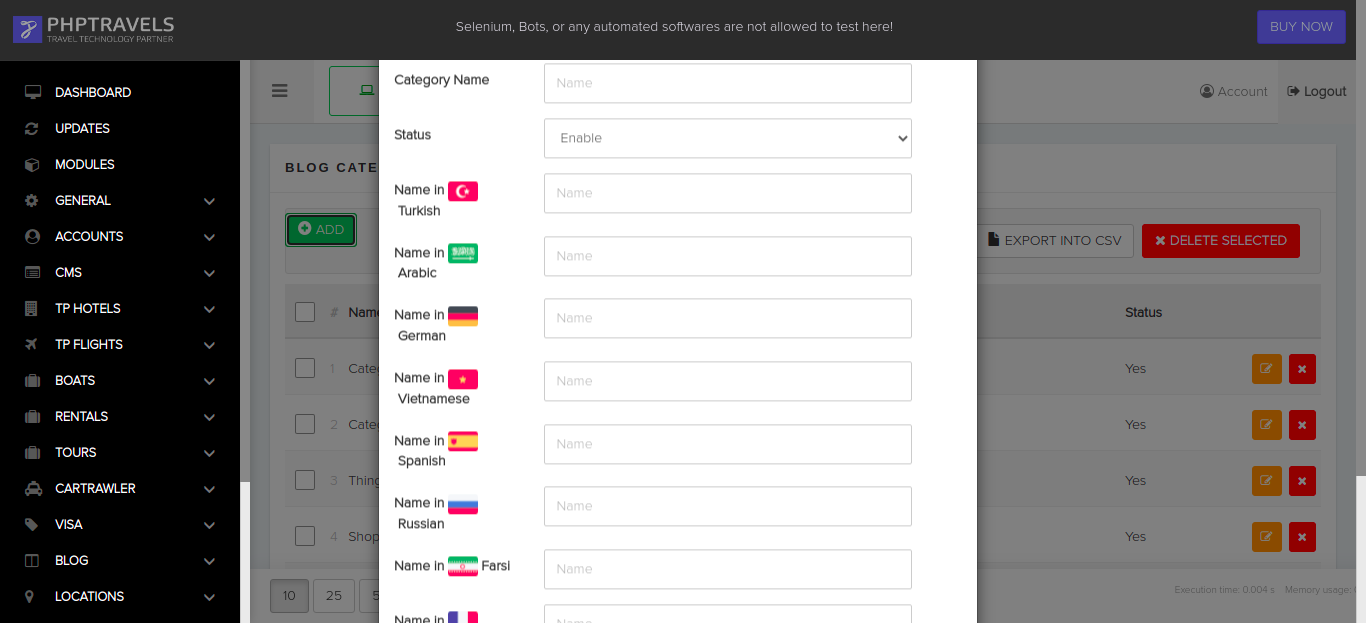 PHPTRAVELS
TRAVEL TECHNOLOGY PARTNER
Selenium, Bots, or any automated softwares are not allowed to test here!
BUY NOW
DASHBOARD
UPDATES
MODULES
GENERAL
ACCOUNTS
CMS
TP HOTELS
TP FLIGHTS
BOATS
RENTALS
TOURS
CARTRAWLER
VISA
BLOG
LOCATIONS
Account
Logout
BLOG CATE
ADD
EXPORT INTO CSV
DELETE SELECTED
# Name
Status
1 Categ
Yes
2 Categ
Yes
3 Thing
Yes
4 Shop
Yes
10
25
Execution time: 0.004 s
Memory usage:
Category Name
Name
Status
Enable
Name in
Turkish
Name
Name in
Arabic
Name
Name in
German
Name
Name in
Vietnamese
Name
Name in
Spanish
Name
Name in
Russian
Name
Name in Farsi
Name
Name in
Name